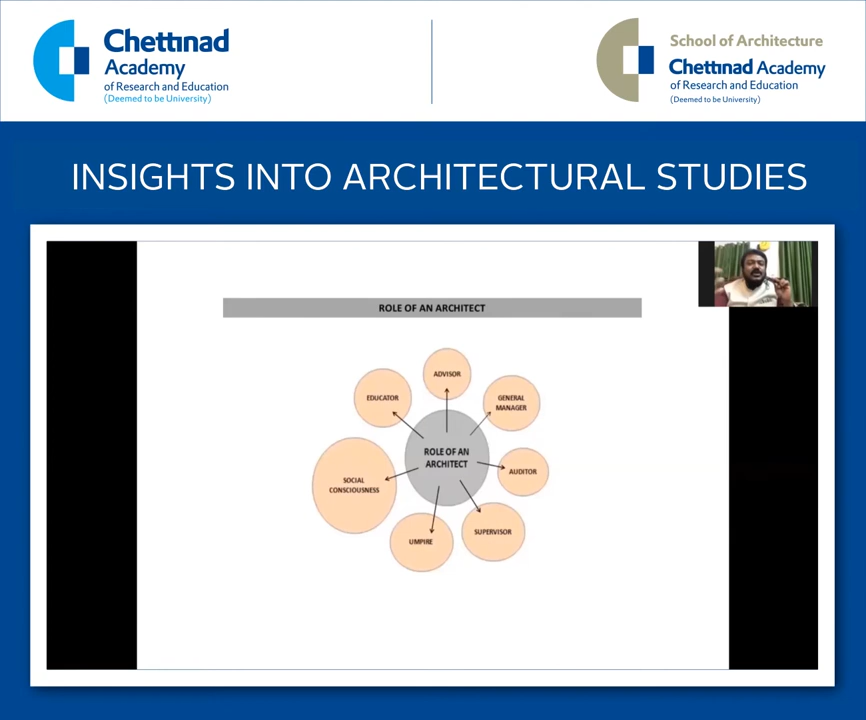 Chettinad
Academy
of Research and Education
(Deemed to be University)
School of Architecture
Chettinad Academy
of Research and Education
(Deemed to be University)
INSIGHTS INTO ARCHITECTURAL STUDIES
ROLE OF AN ARCHITECT
ADVISOR
EDUCATOR
GENERAL
MANAGER
ROLE OF AN
ARCHITECT
AUDITOR
SOCIAL
CONSCIOUSNESS
UMPIRE
SUPERVISOR